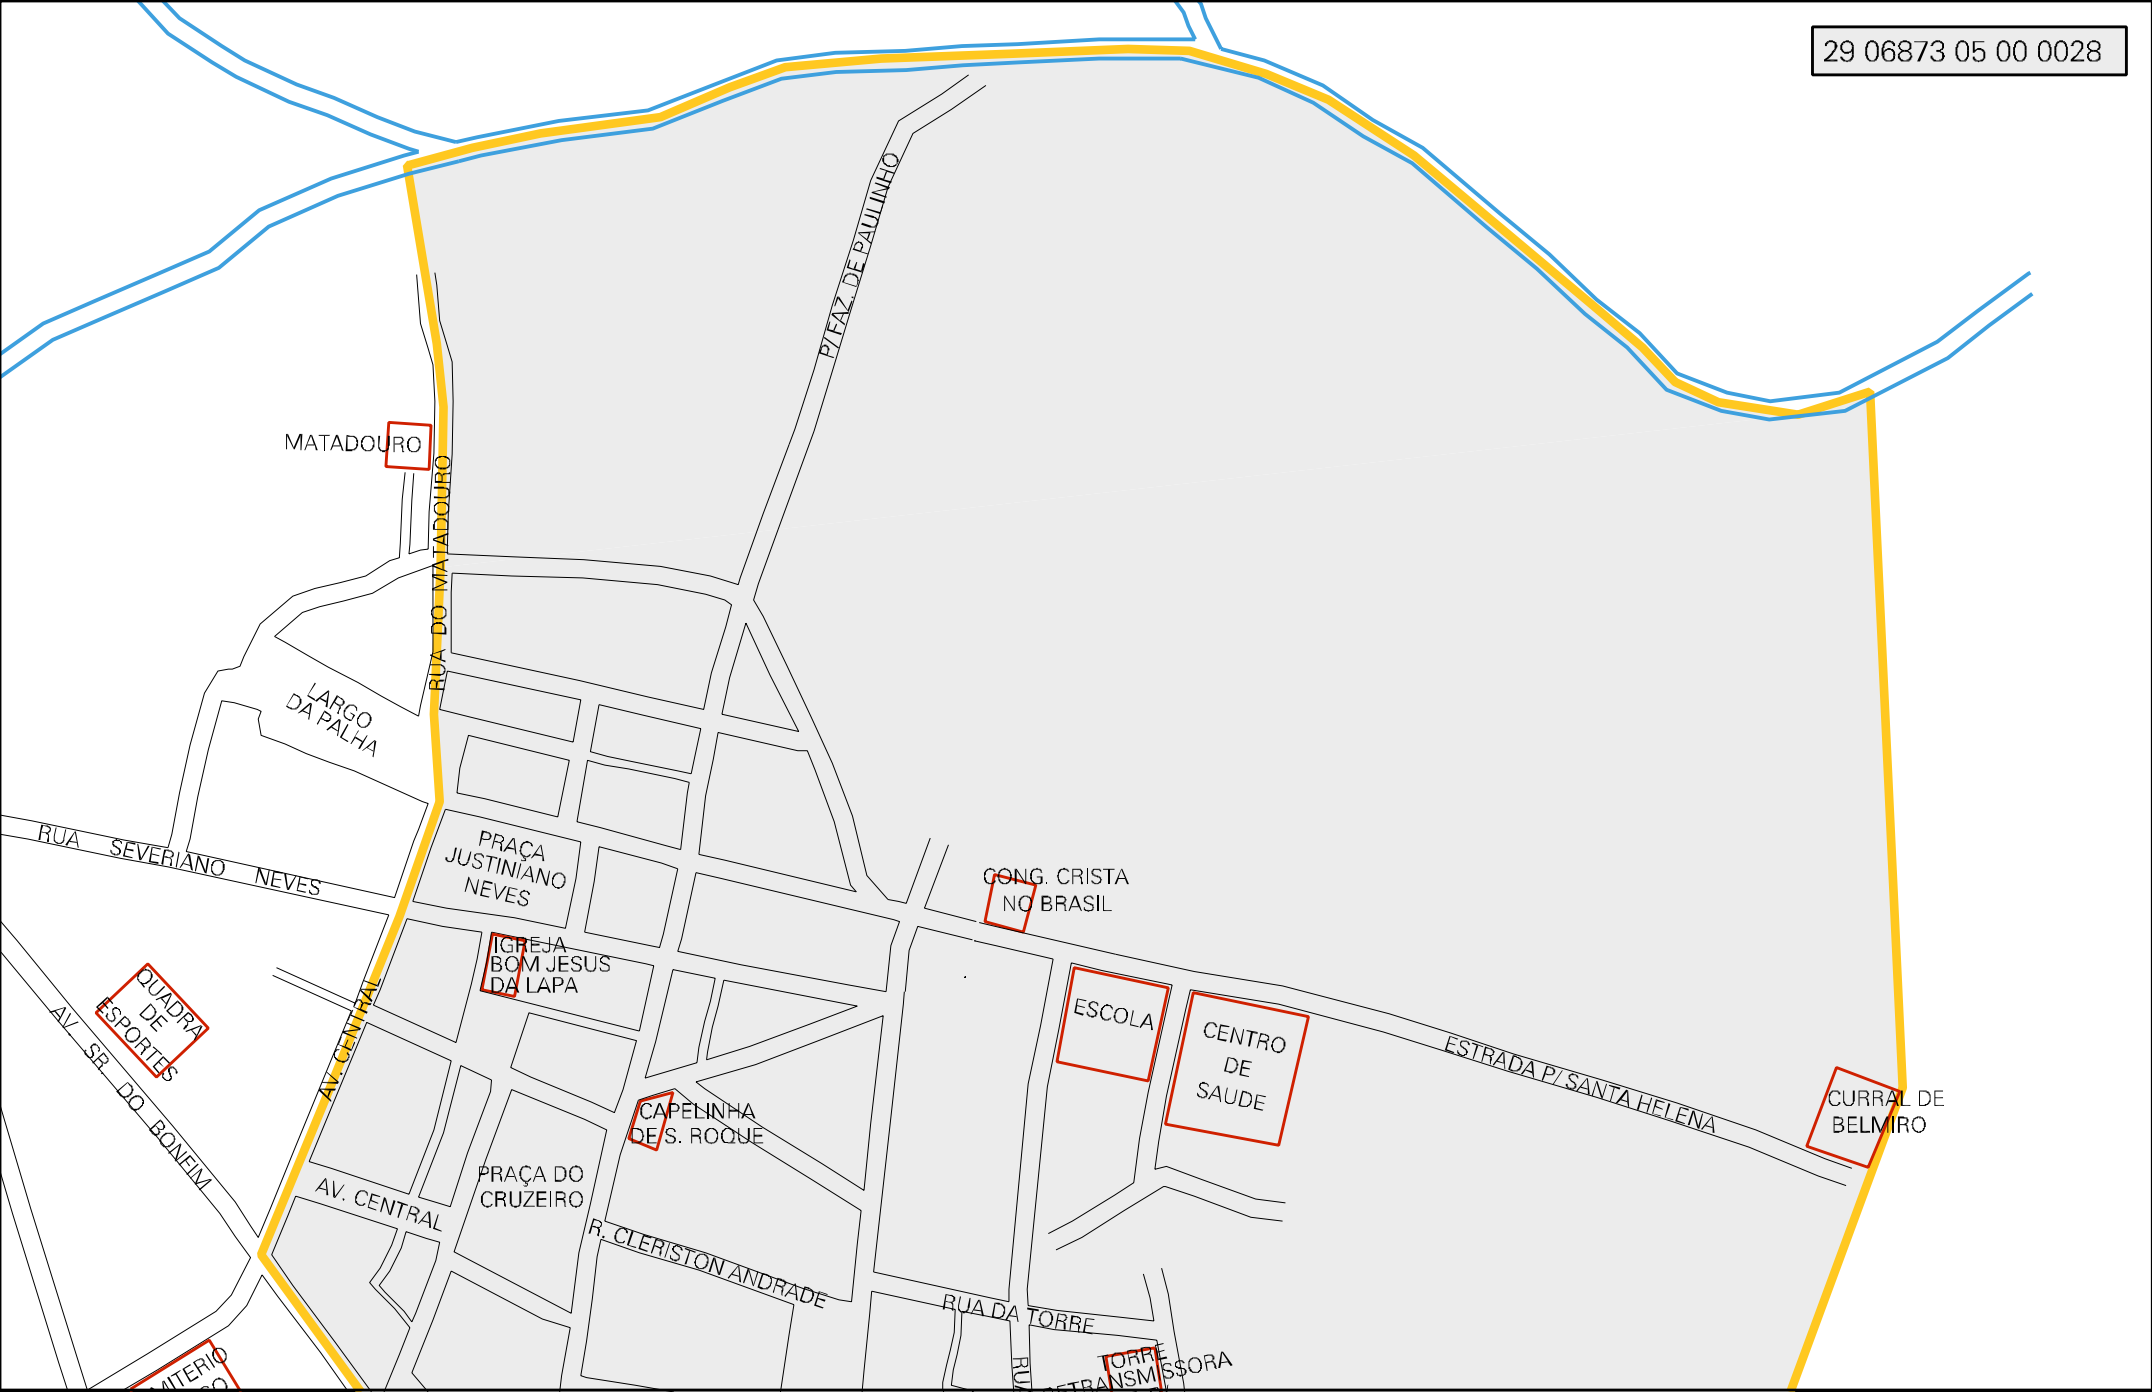 29 06873 05 00 0028
P/ FAZ. DE PAULINHO
MATADOURO
RUA DO MATADOURO
LARGO
DA PALHA
RUA SEVERIANO NEVES
PRAÇA
JUSTINIANO
NEVES
CONG. CRISTA
NO BRASIL
IGREJA
BOM JESUS
DA LAPA
QUADRA
DE
ESPORTES
AV. SR. DO BONFIM
AV. CENTRAL
ESCOLA
CENTRO
DE
SAUDE
ESTRADA P/ SANTA HELENA
CURRAL DE
BELMIRO
CAPELINHA
DE S. ROQUE
PRAÇA DO
CRUZEIRO
AV. CENTRAL
R. CLERISTON ANDRADE
RUA DA TORRE
TORRE
RETRANSMISSORA
RUA